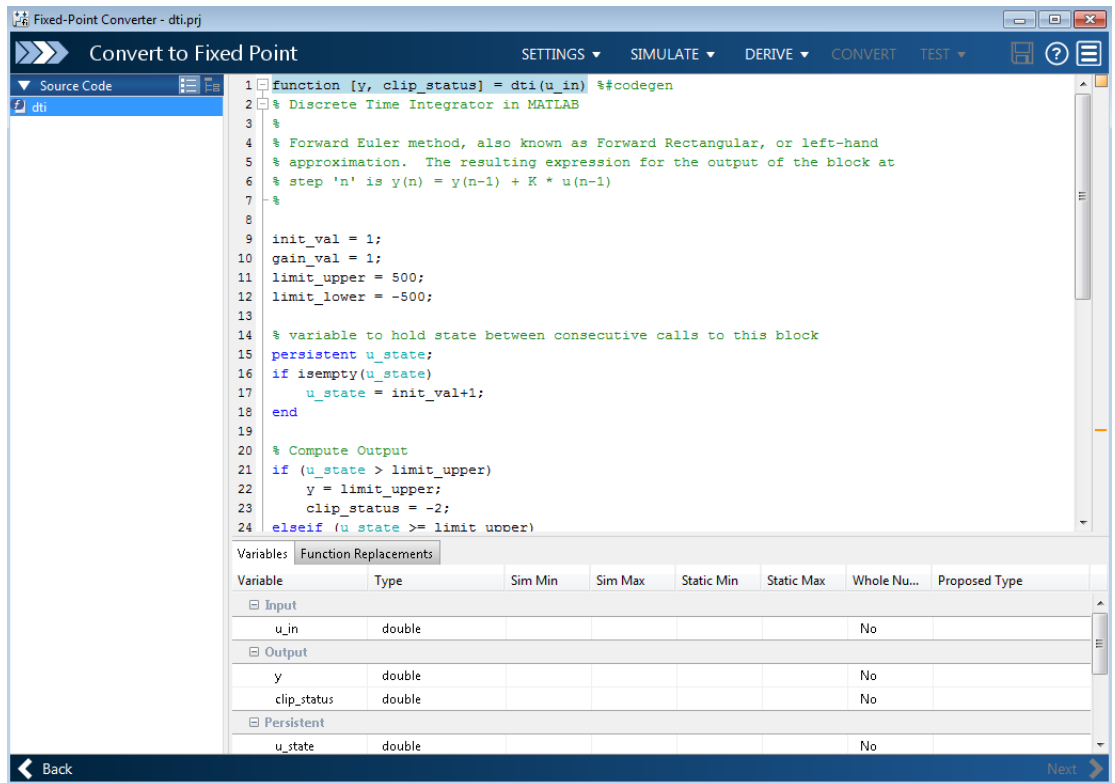 Fixed-Point Converter - dti.prj
Convert to Fixed Point
SETTINGS ▼ SIMULATE ▼ DERIVE ▼ CONVERT TEST ▼
Source Code
dti
1 function [y, clip_status] = dti(u_in) %#codegen
2 % Discrete Time Integrator in MATLAB
3 %
4 % Forward Euler method, also known as Forward Rectangular, or left-hand
5 % approximation.  The resulting expression for the output of the block at
6 % step 'n' is y(n) = y(n-1) + K * u(n-1)
7 %
8
9 init_val = 1;
10 gain_val = 1;
11 limit_upper = 500;
12 limit_lower = -500;
13
14 % variable to hold state between consecutive calls to this block
15 persistent u_state;
16 if isempty(u_state)
17     u_state = init_val+1;
18 end
19
20 % Compute Output
21 if (u_state > limit_upper)
22     y = limit_upper;
23     clip_status = -2;
24 elseif (u_state >= limit_upper)
Variables Function Replacements
Variable Type Sim Min Sim Max Static Min Static Max Whole Nu... Proposed Type
Input
u_in double No
Output
y double No
clip_status double No
Persistent
u_state double No
Back Next